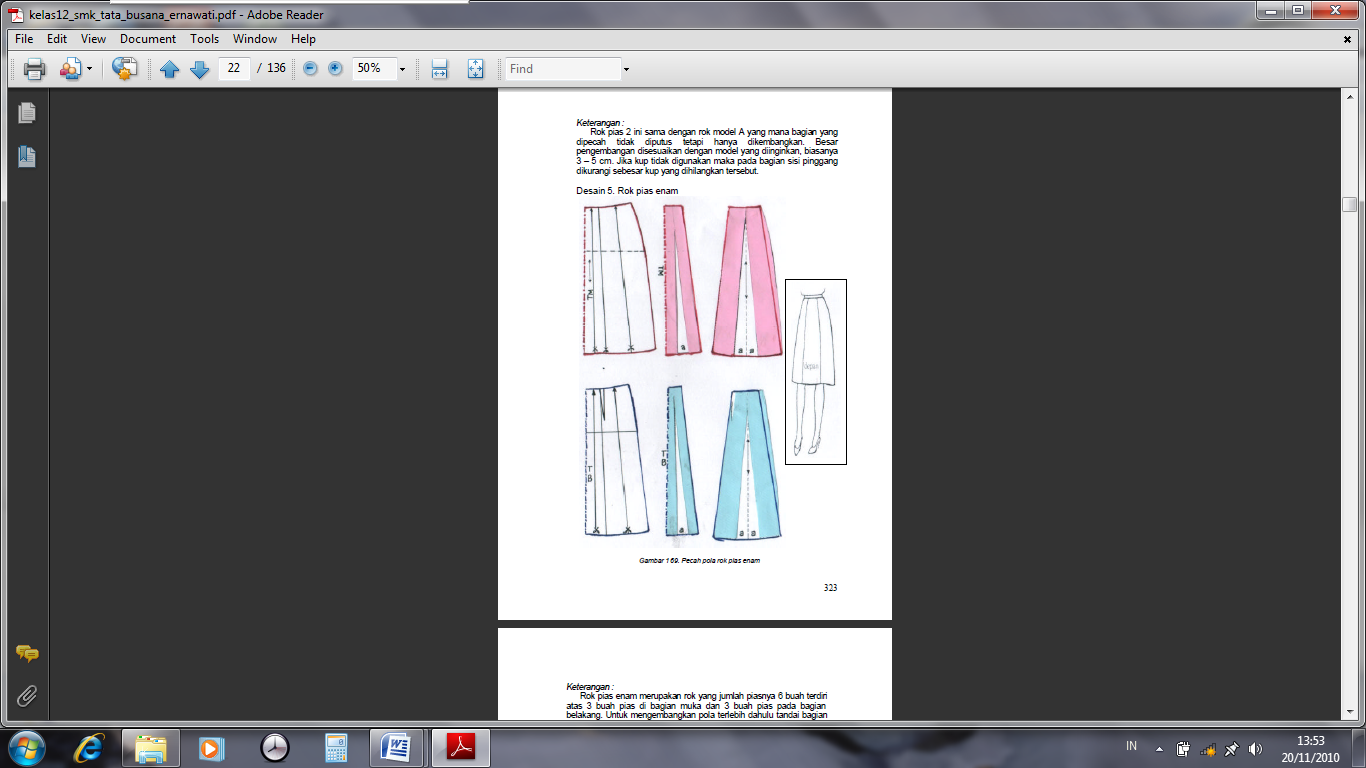 kelas12_smk_tata_busana_ernawati.pdf - Adobe Reader
File Edit View Document Tools Window Help
22 / 136 50% Find
Keterangan :
Rok pias 2 ini sama dengan rok model A yang mana bagian yang
dipecah tidak diputus tetapi hanya dikembangkan. Besar
pengembangan disesuaikan dengan model yang diinginkan, biasanya
3 – 5 cm. Jika kup tidak digunakan maka pada bagian sisi pinggang
dikurangi sebesar kup yang dihilangkan tersebut.
Desain 5. Rok pias enam
TM
TM
a
a a
depan
T B
T B
a
a a
Gambar 169. Pecah pola rok pias enam
323
Keterangan :
Rok pias enam merupakan rok yang jumlah piasnya 6 buah terdiri
atas 3 buah pias di bagian muka dan 3 buah pias pada bagian
belakang. Untuk mengembangkan pola terlebih dahulu tandai bagian
IN
13:53
20/11/2010